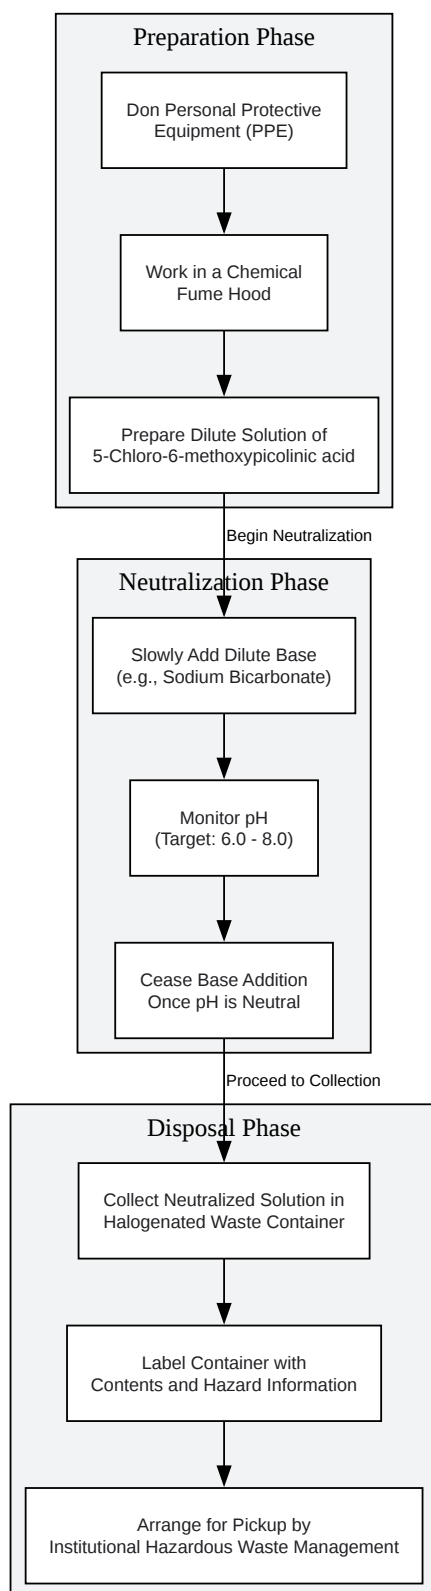 Preparation Phase
Don Personal Protective
Equipment (PPE)
Work in a Chemical
Fume Hood
Prepare Dilute Solution of
5-Chloro-6-methoxypicolinic acid
Begin Neutralization
Neutralization Phase
Slowly Add Dilute Base
(e.g., Sodium Bicarbonate)
Monitor pH
(Target: 6.0 - 8.0)
Cease Base Addition
Once pH is Neutral
Proceed to Collection
Disposal Phase
Collect Neutralized Solution in
Halogenated Waste Container
Label Container with
Contents and Hazard Information
Arrange for Pickup by
Institutional Hazardous Waste Management